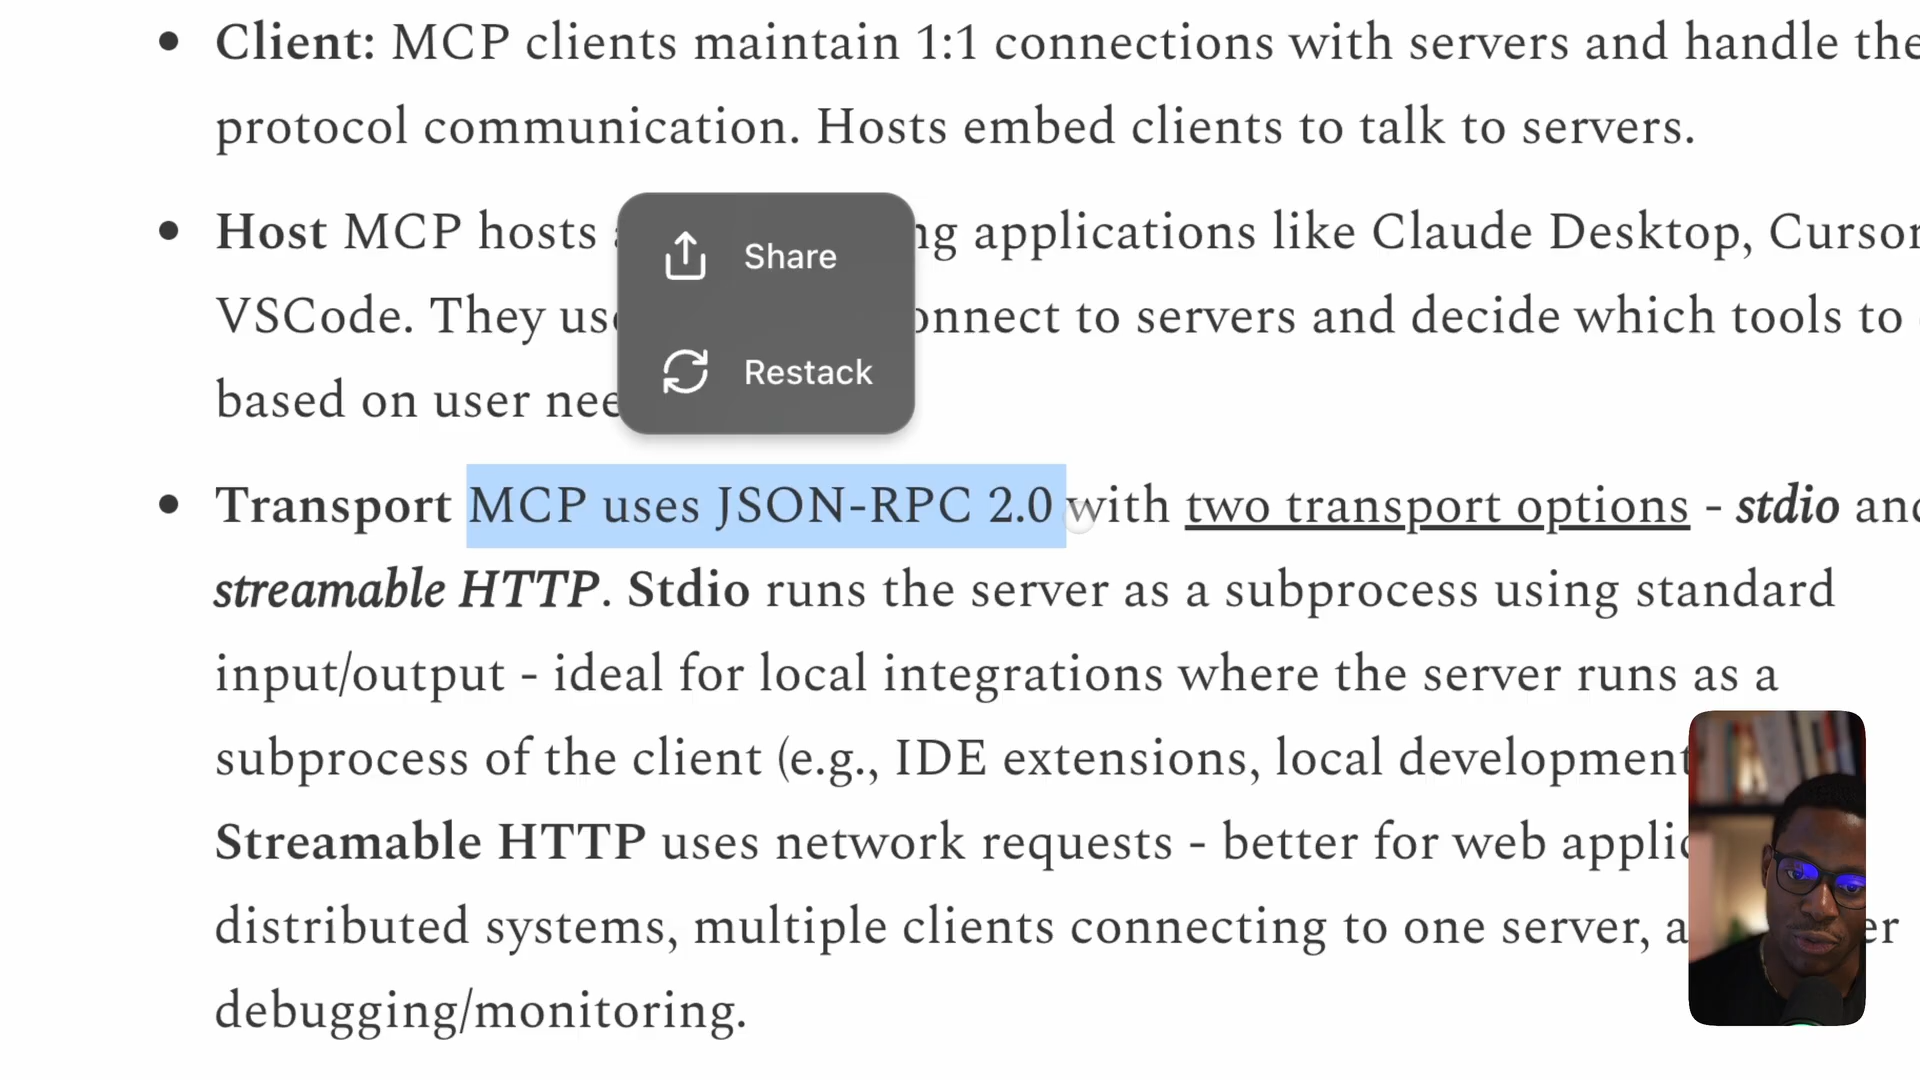 Client: MCP clients maintain 1:1 connections with servers and handle the
protocol communication. Hosts embed clients to talk to servers.
Host MCP hosts ng applications like Claude Desktop, Cursor
VSCode. They us onnect to servers and decide which tools to
based on user nee
Share
Restack
Transport MCP uses JSON-RPC 2.0 with two transport options - stdio and
streamable HTTP. Stdio runs the server as a subprocess using standard
input/output - ideal for local integrations where the server runs as a
subprocess of the client (e.g., IDE extensions, local development
Streamable HTTP uses network requests - better for web applic
distributed systems, multiple clients connecting to one server, a er
debugging/monitoring.